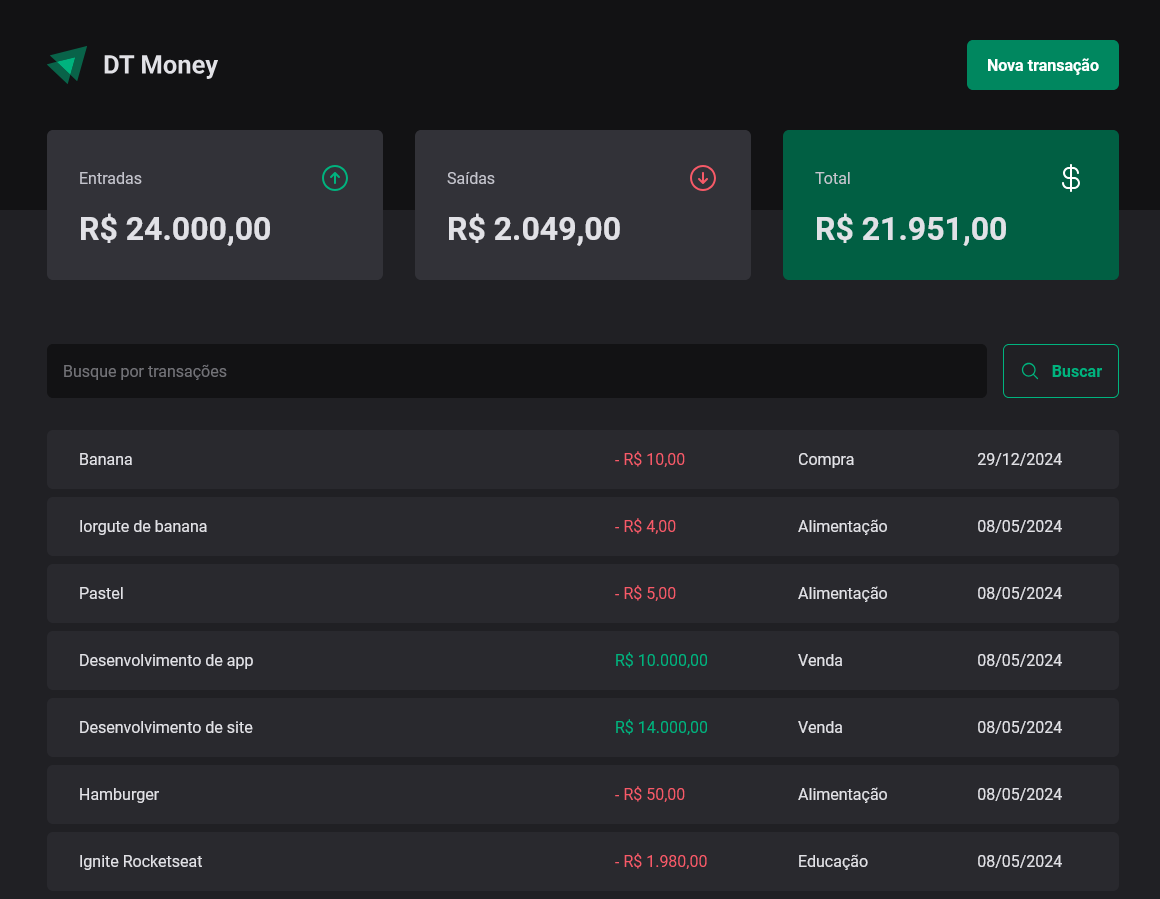 DT Money
Nova transação
Entradas
R$ 24.000,00
Saídas
R$ 2.049,00
Total
$
R$ 21.951,00
Busque por transações
Buscar
Banana - R$ 10,00 Compra 29/12/2024
Iorgute de banana - R$ 4,00 Alimentação 08/05/2024
Pastel - R$ 5,00 Alimentação 08/05/2024
Desenvolvimento de app R$ 10.000,00 Venda 08/05/2024
Desenvolvimento de site R$ 14.000,00 Venda 08/05/2024
Hamburger - R$ 50,00 Alimentação 08/05/2024
Ignite Rocketseat - R$ 1.980,00 Educação 08/05/2024